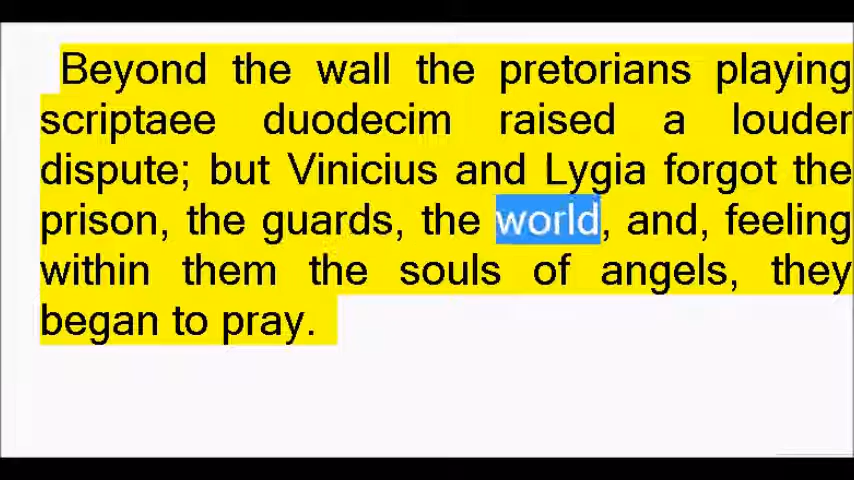 Beyond the wall the pretorians playing
scriptaee duodecim raised a louder
dispute; but Vinicius and Lygia forgot the
prison, the guards, the world, and, feeling
within them the souls of angels, they
began to pray.